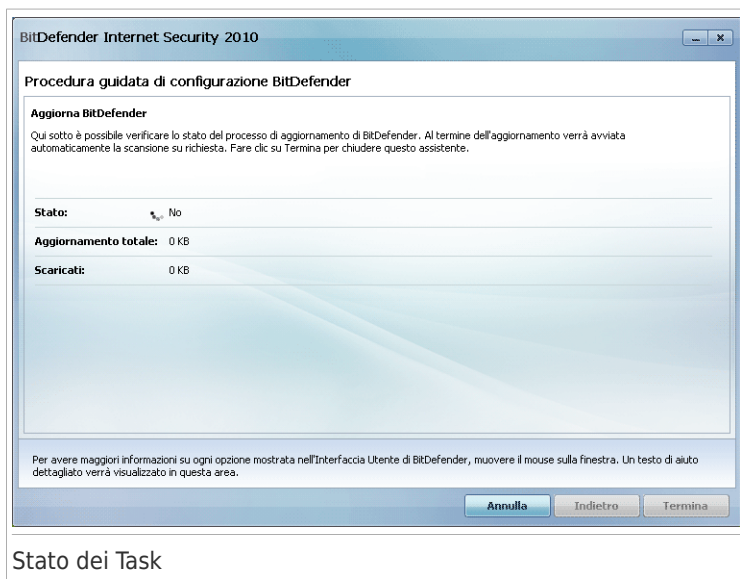 BitDefender Internet Security 2010
Procedura guidata di configurazione BitDefender
Aggiorna BitDefender
Qui sotto è possibile verificare lo stato del processo di aggiornamento di BitDefender. Al termine dell'aggiornamento verrà avviata
automaticamente la scansione su richiesta. Fare clic su Termina per chiudere questo assistente.
Stato: No
Aggiornamento totale: 0 KB
Scaricati: 0 KB
Per avere maggiori informazioni su ogni opzione mostrata nell'Interfaccia Utente di BitDefender, muovere il mouse sulla finestra. Un testo di aiuto
dettagliato verrà visualizzato in questa area.
Annulla Indietro Termina
Stato dei Task